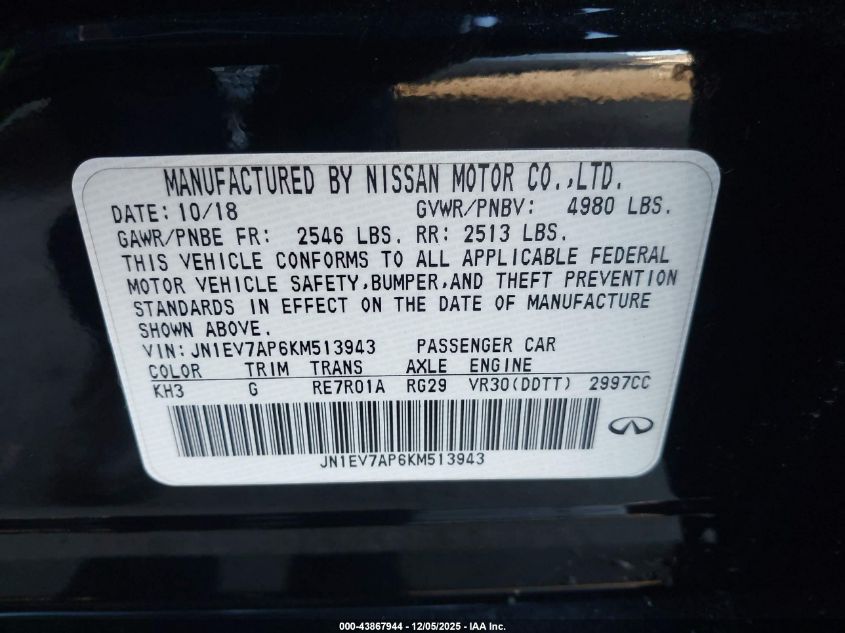 MANUFACTURED BY NISSAN MOTOR CO.,LTD.
DATE: 10/18 GVWR/PNBV: 4980 LBS.
GAWR/PNBE FR: 2546 LBS. RR: 2513 LBS.
THIS VEHICLE CONFORMS TO ALL APPLICABLE FEDERAL
MOTOR VEHICLE SAFETY,BUMPER,AND THEFT PREVENTION
STANDARDS IN EFFECT ON THE DATE OF MANUFACTURE
SHOWN ABOVE.
VIN: JN1EV7AP6KM513943 PASSENGER CAR
COLOR TRIM TRANS AXLE ENGINE
KH3 G RE7R01A RG29 VR30(DDTT) 2997CC
JN1EV7AP6KM513943
000-43867944 - 12/05/2025 - IAA Inc.